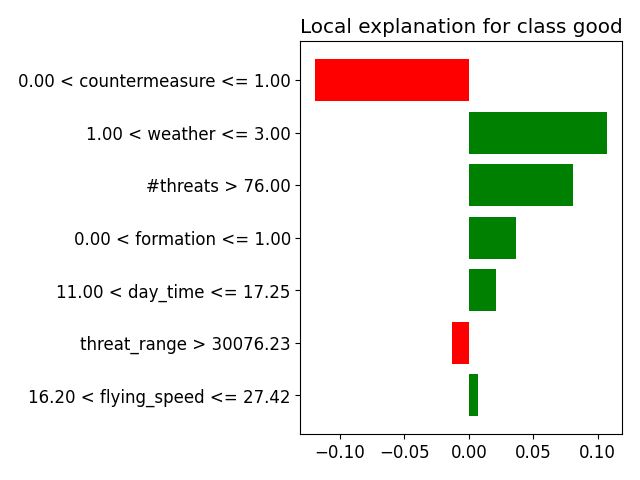 Local explanation for class good
0.00 < countermeasure <= 1.00
1.00 < weather <= 3.00
#threats > 76.00
0.00 < formation <= 1.00
11.00 < day_time <= 17.25
threat_range > 30076.23
16.20 < flying_speed <= 27.42
−0.10 −0.05 0.00 0.05 0.10